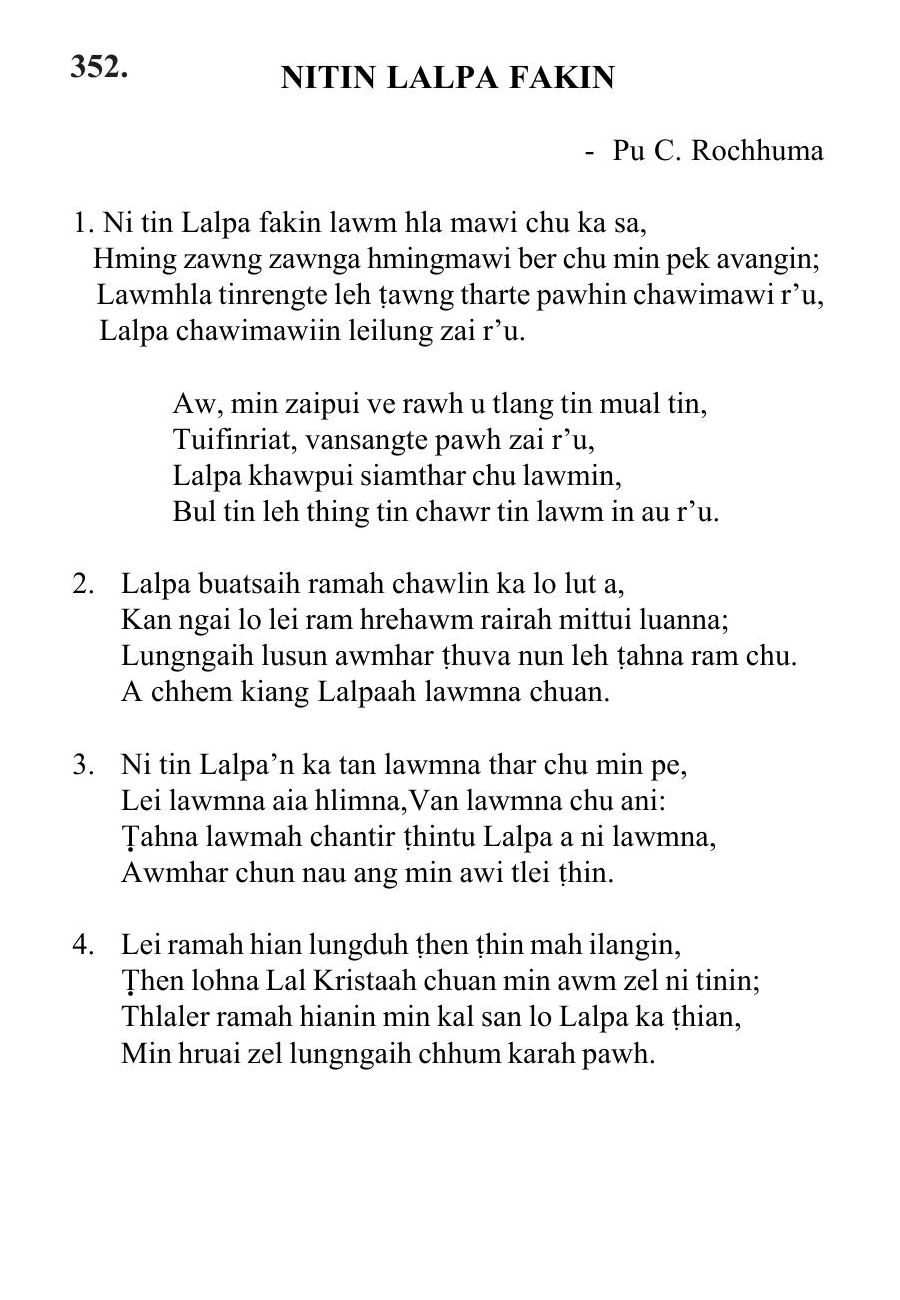 352.
NITIN LALPA FAKIN
- Pu C. Rochhuma
1. Ni tin Lalpa fakin lawm hla mawi chu ka sa,
Hming zawng zawnga hmingmawi ber chu min pek avangin;
Lawmhla tinrengte leh ṭawng tharte pawhin chawimawi r’u,
Lalpa chawimawiin leilung zai r’u.
Aw, min zaipui ve rawh u tlang tin mual tin,
Tuifinriat, vansangte pawh zai r’u,
Lalpa khawpui siamthar chu lawmin,
Bul tin leh thing tin chawr tin lawm in au r’u.
2. Lalpa buatsaih ramah chawlin ka lo lut a,
Kan ngai lo lei ram hrehawm rairah mittui luanna;
Lungngaih lusun awmhar ṭhuva nun leh ṭahna ram chu.
A chhem kiang Lalpaah lawmna chuan.
3. Ni tin Lalpa’n ka tan lawmna thar chu min pe,
Lei lawmna aia hlimna,Van lawmna chu ani:
Ṭahna lawmah chantir ṭhintu Lalpa a ni lawmna,
Awmhar chun nau ang min awi tlei ṭhin.
4. Lei ramah hian lungduh ṭhen ṭhin mah ilangin,
Ṭhen lohna Lal Kristaah chuan min awm zel ni tinin;
Thlaler ramah hianin min kal san lo Lalpa ka ṭhian,
Min hruai zel lungngaih chhum karah pawh.